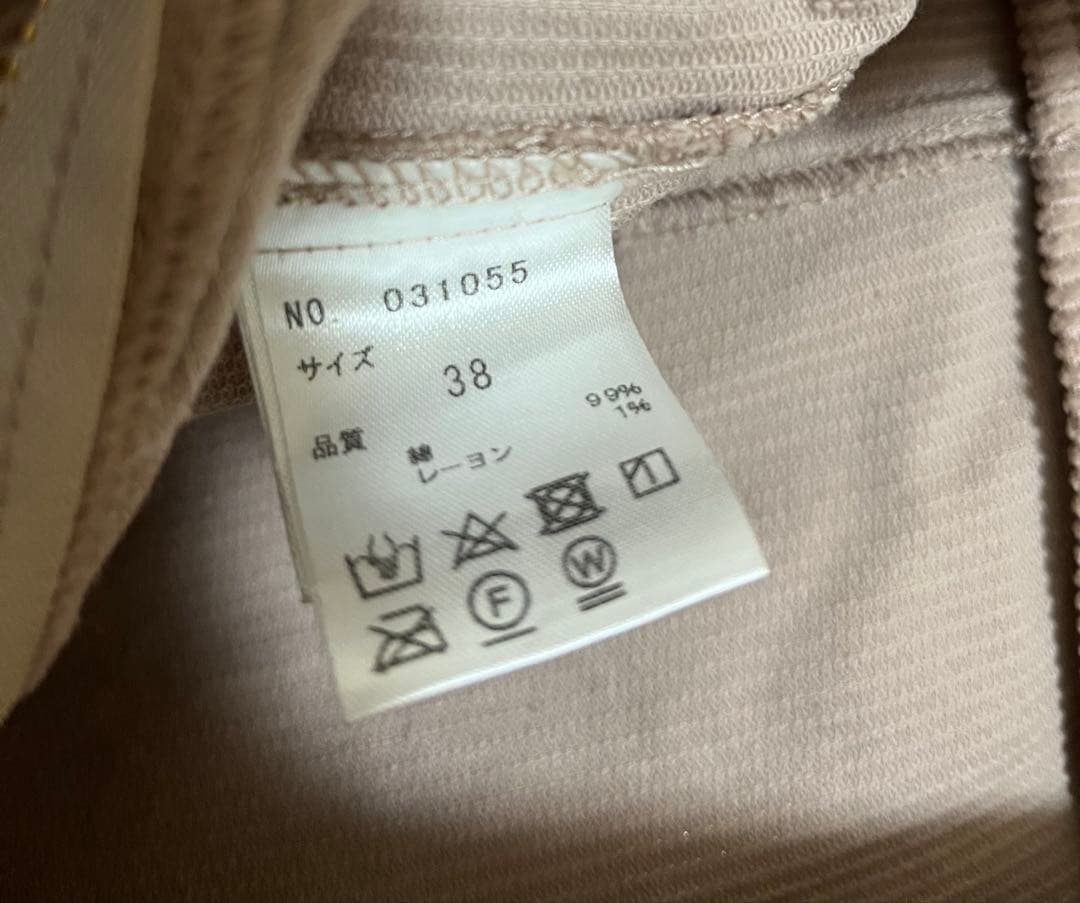 NO. 031055
サイズ 38
品質 綿 99%
レーヨン 1%
F
W